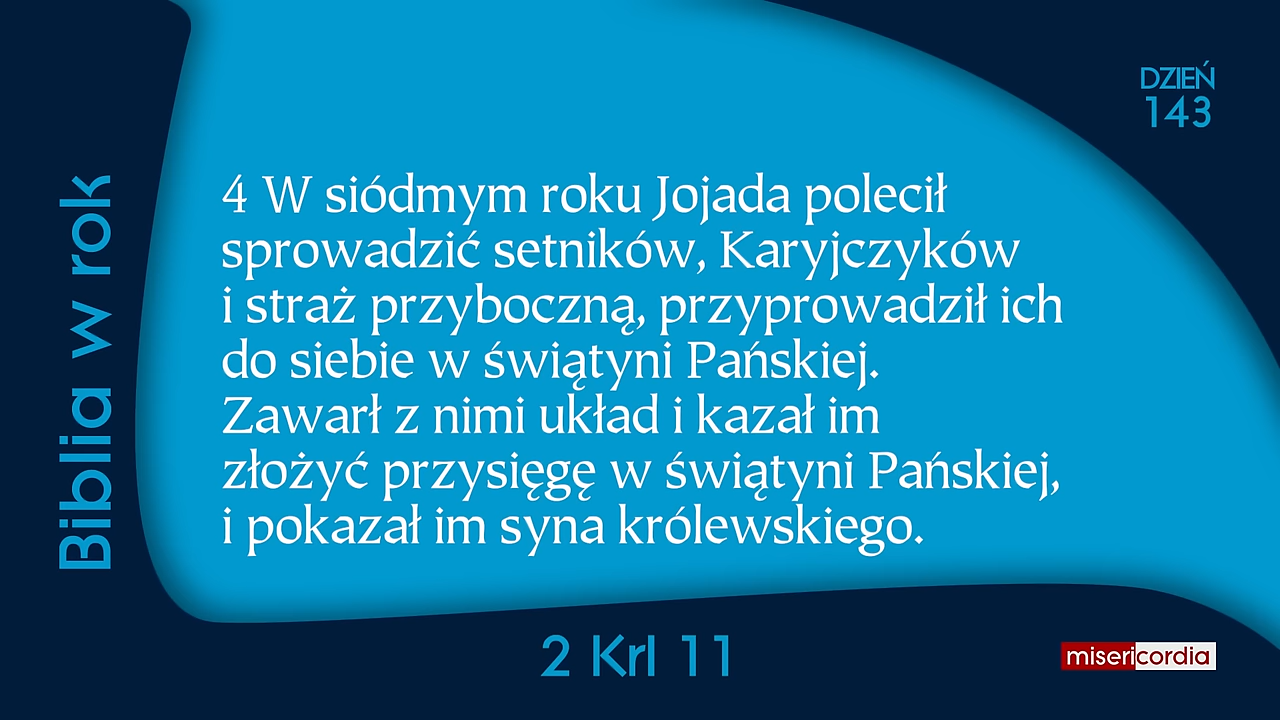 DZIEŃ
143
Biblia w rok
4 W siódmym roku Jojada polecił
sprowadzić setników, Karyjczyków
i straż przyboczną, przyprowadził ich
do siebie w świątyni Pańskiej.
Zawarł z nimi układ i kazał im
złożyć przysięgę w świątyni Pańskiej,
i pokazał im syna królewskiego.
2 Krl 11
misericordia